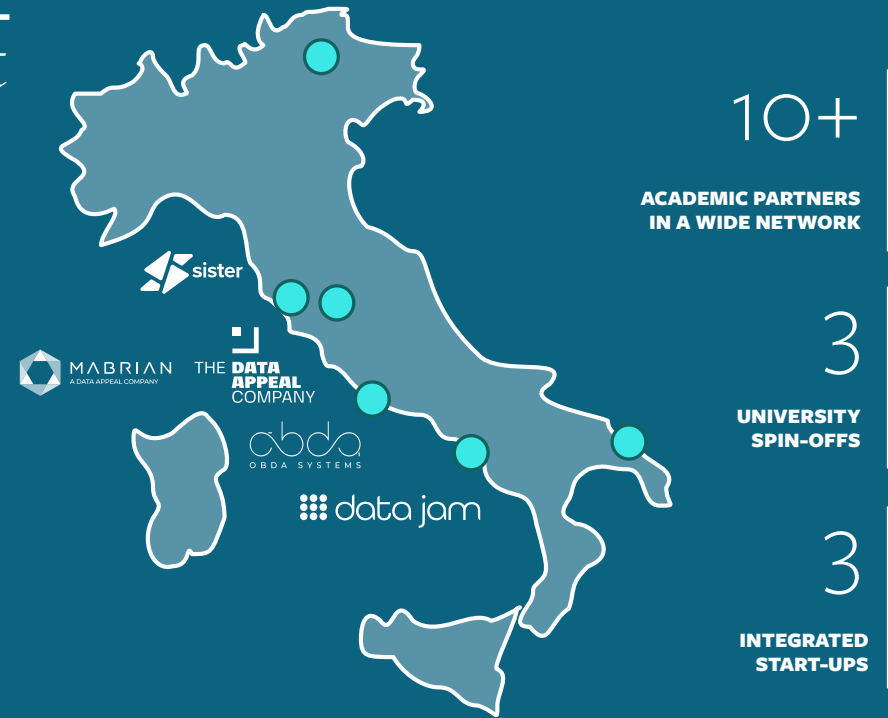 sister
MABRIAN
A DATA APPEAL COMPANY
THE DATA
APPEAL
COMPANY
obda
OBDA SYSTEMS
data jam
10+
ACADEMIC PARTNERS
IN A WIDE NETWORK
3
UNIVERSITY
SPIN-OFFS
3
INTEGRATED
START-UPS